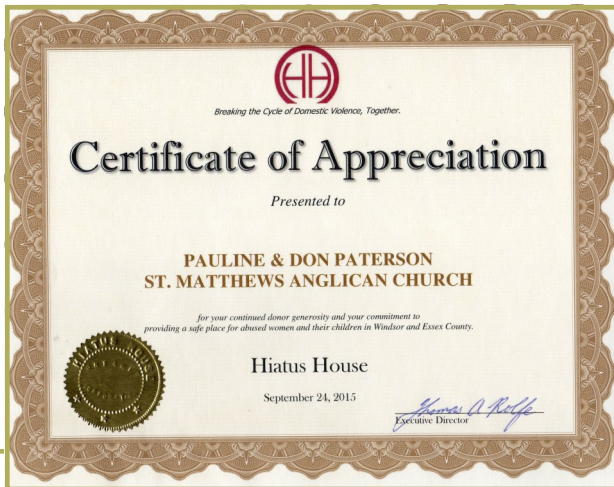 HH
Breaking the Cycle of Domestic Violence, Together.
Certificate of Appreciation
Presented to
PAULINE & DON PATERSON
ST. MATTHEWS ANGLICAN CHURCH
for your continued donor generosity and your commitment to
providing a safe place for abused women and their children in Windsor and Essex County.
Hiatus House
September 24, 2015
HIATUS HOUSE
Thomas A Rolfe
Executive Director